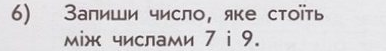 6) Запиши число, яке стоїть
між числами 7 і 9.